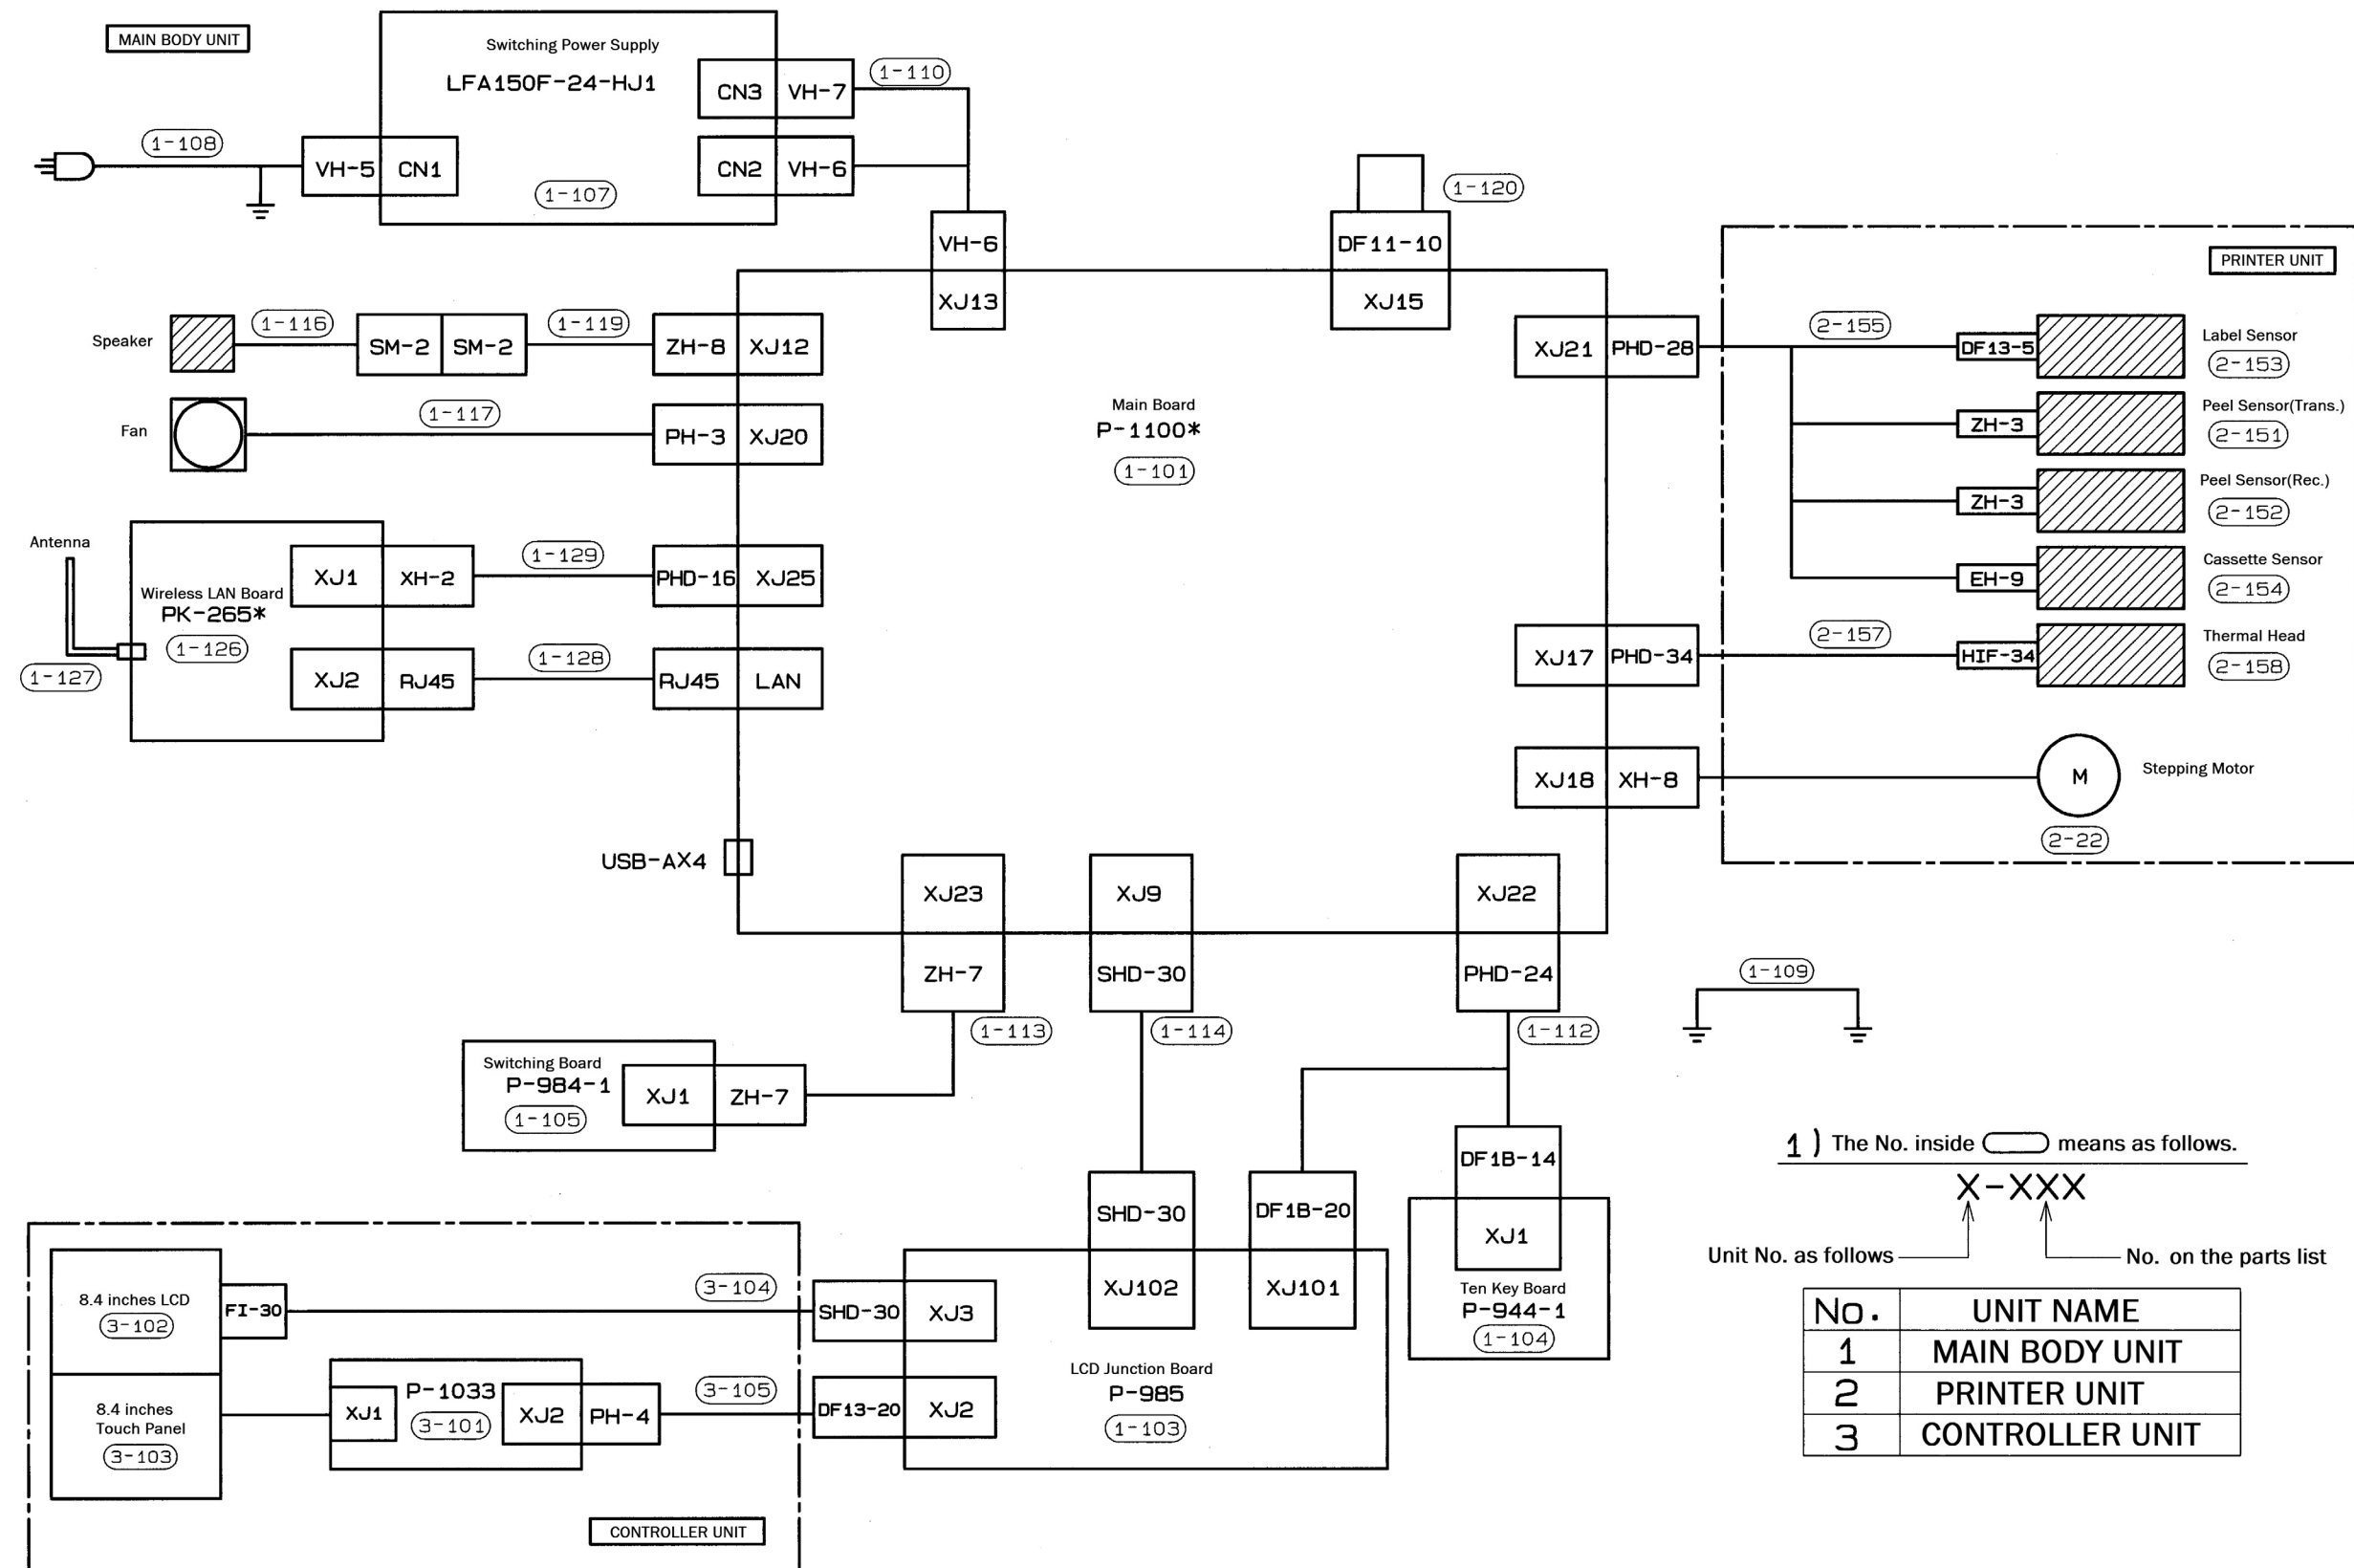 MAIN BODY UNIT
Switching Power Supply
LFA150F-24-HJ1
CN3 VH-7
1-110
1-108
VH-5 CN1
CN2 VH-6
1-107
1-120
VH-6
XJ13
DF11-10
XJ15
PRINTER UNIT
Speaker
1-116
SM-2 SM-2
1-119
ZH-8 XJ12
Fan
1-117
PH-3 XJ20
Main Board
P-1100*
1-101
XJ21 PHD-28
2-155
DF13-5
Label Sensor
2-153
ZH-3
Peel Sensor(Trans.)
2-151
ZH-3
Peel Sensor(Rec.)
2-152
EH-9
Cassette Sensor
2-154
Antenna
1-127
Wireless LAN Board
PK-265*
1-126
XJ1 XH-2
1-129
PHD-16 XJ25
XJ2 RJ45
1-128
RJ45 LAN
XJ17 PHD-34
2-157
HIF-34
Thermal Head
2-158
XJ18 XH-8
M
Stepping Motor
2-22
USB-AX4
XJ23
ZH-7
XJ9
SHD-30
XJ22
PHD-24
1-113
1-114
1-112
1-109
Switching Board
P-984-1
1-105
XJ1 ZH-7
SHD-30
XJ102
DF1B-20
XJ101
DF1B-14
XJ1
Ten Key Board
P-944-1
1-104
8.4 inches LCD
3-102
FI-30
3-104
SHD-30 XJ3
8.4 inches
Touch Panel
3-103
XJ1
P-1033
3-101
XJ2 PH-4
3-105
DF13-20 XJ2
LCD Junction Board
P-985
1-103
CONTROLLER UNIT
1) The No. inside means as follows.
X-XXX
Unit No. as follows
No. on the parts list
No. UNIT NAME
1 MAIN BODY UNIT
2 PRINTER UNIT
3 CONTROLLER UNIT